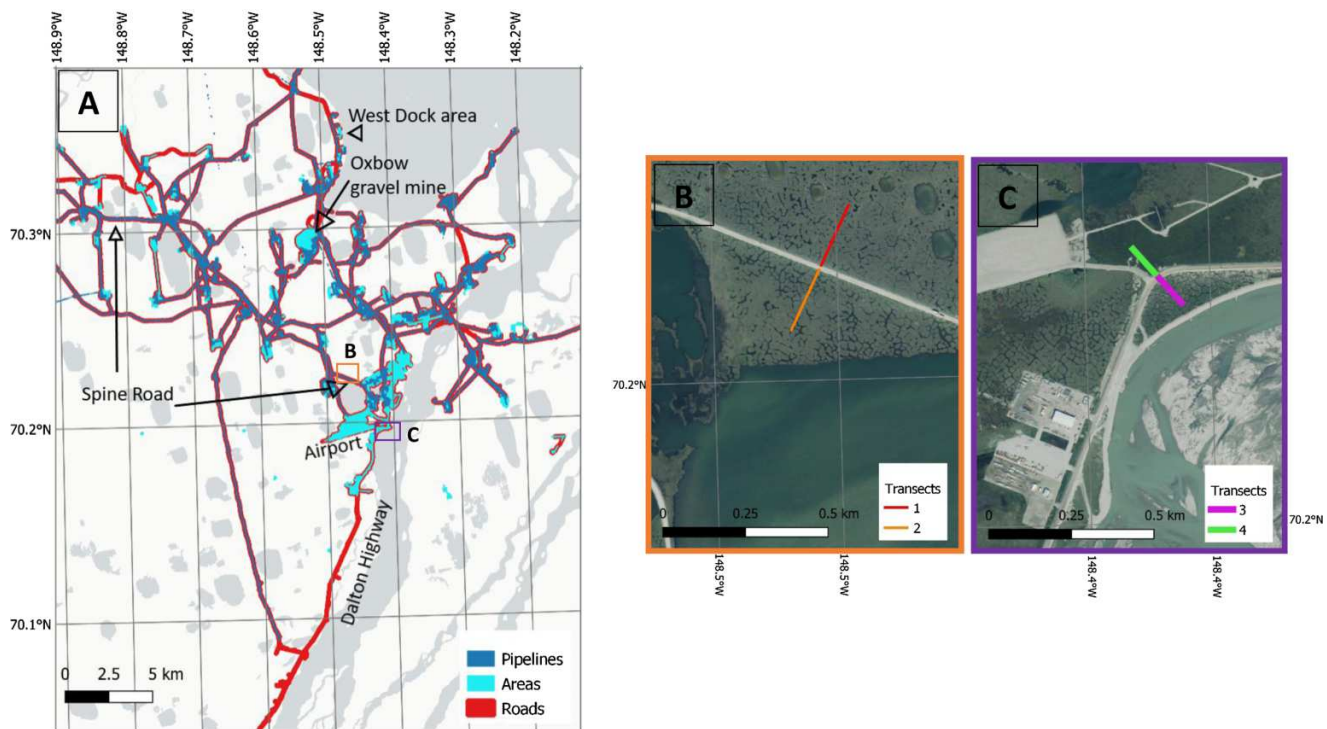 148.9°W
148.8°W
148.7°W
148.6°W
148.5°W
148.4°W
148.3°W
148.2°W
A
West Dock area
Oxbow
gravel mine
70.3°N
B
Spine Road
70.2°N
Airport
C
Dalton Highway
70.1°N
0 2.5 5 km
Pipelines
Areas
Roads
B
70.2°N
Transects
1
2
0 0.25 0.5 km
148.5°W
148.5°W
C
Transects
3
4
0 0.25 0.5 km
70.2°N
148.4°W
148.4°W